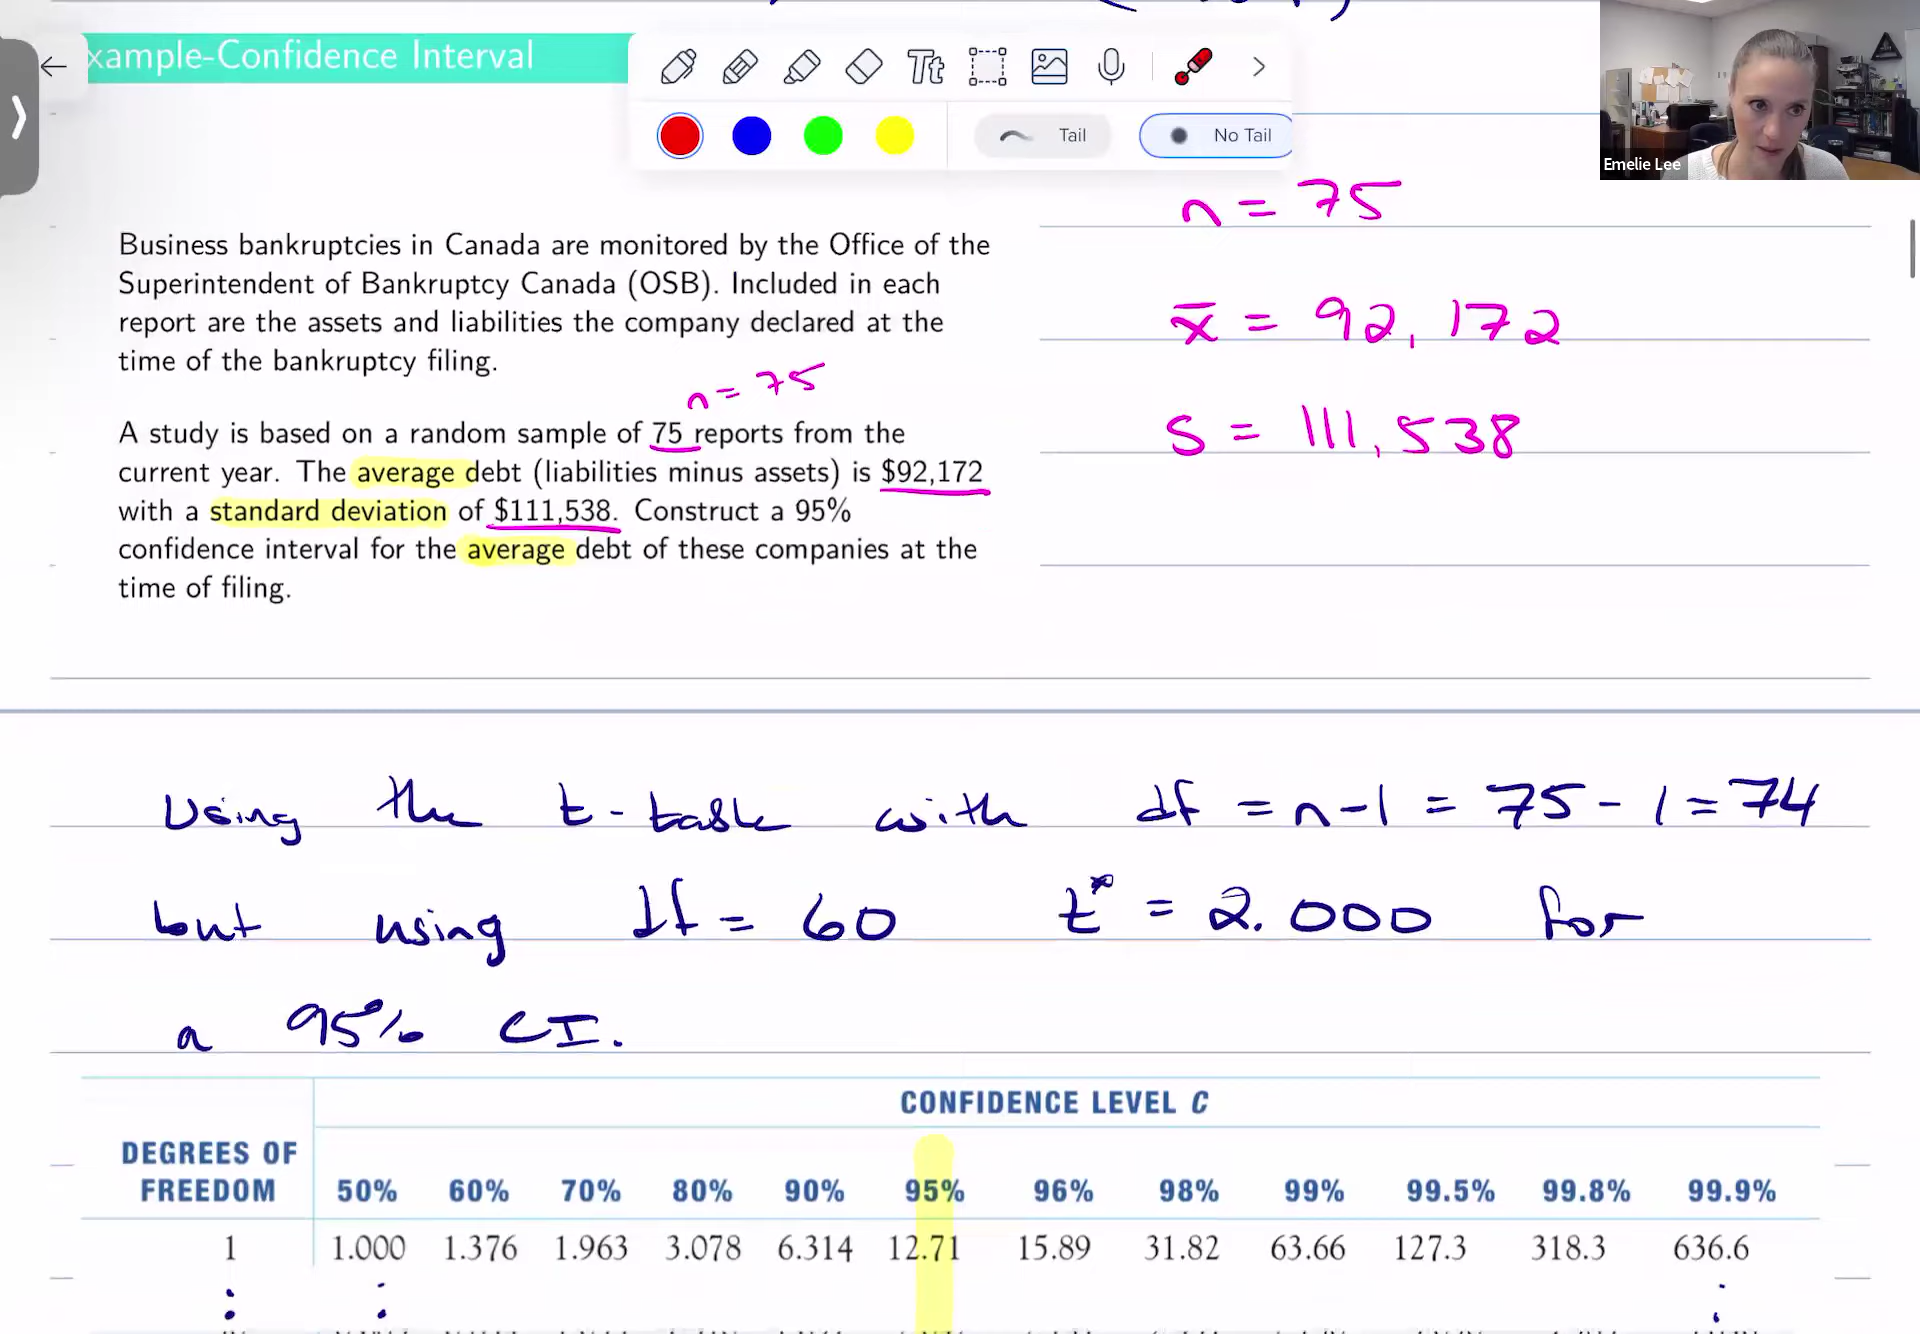 xample-Confidence Interval
Tt
Tail
No Tail
Emelie Lee
n = 75
Business bankruptcies in Canada are monitored by the Office of the
Superintendent of Bankruptcy Canada (OSB). Included in each
report are the assets and liabilities the company declared at the
time of the bankruptcy filing.
x̄ = 92,172
n = 75
A study is based on a random sample of 75 reports from the
current year. The average debt (liabilities minus assets) is $92,172
with a standard deviation of $111,538. Construct a 95%
confidence interval for the average debt of these companies at the
time of filing.
s = 111,538
Using the t-table with df = n-1 = 75-1 = 74
but using df = 60 t* = 2.000 for
a 95% CI.
CONFIDENCE LEVEL C
DEGREES OF
FREEDOM 50% 60% 70% 80% 90% 95% 96% 98% 99% 99.5% 99.8% 99.9%
1 1.000 1.376 1.963 3.078 6.314 12.71 15.89 31.82 63.66 127.3 318.3 636.6